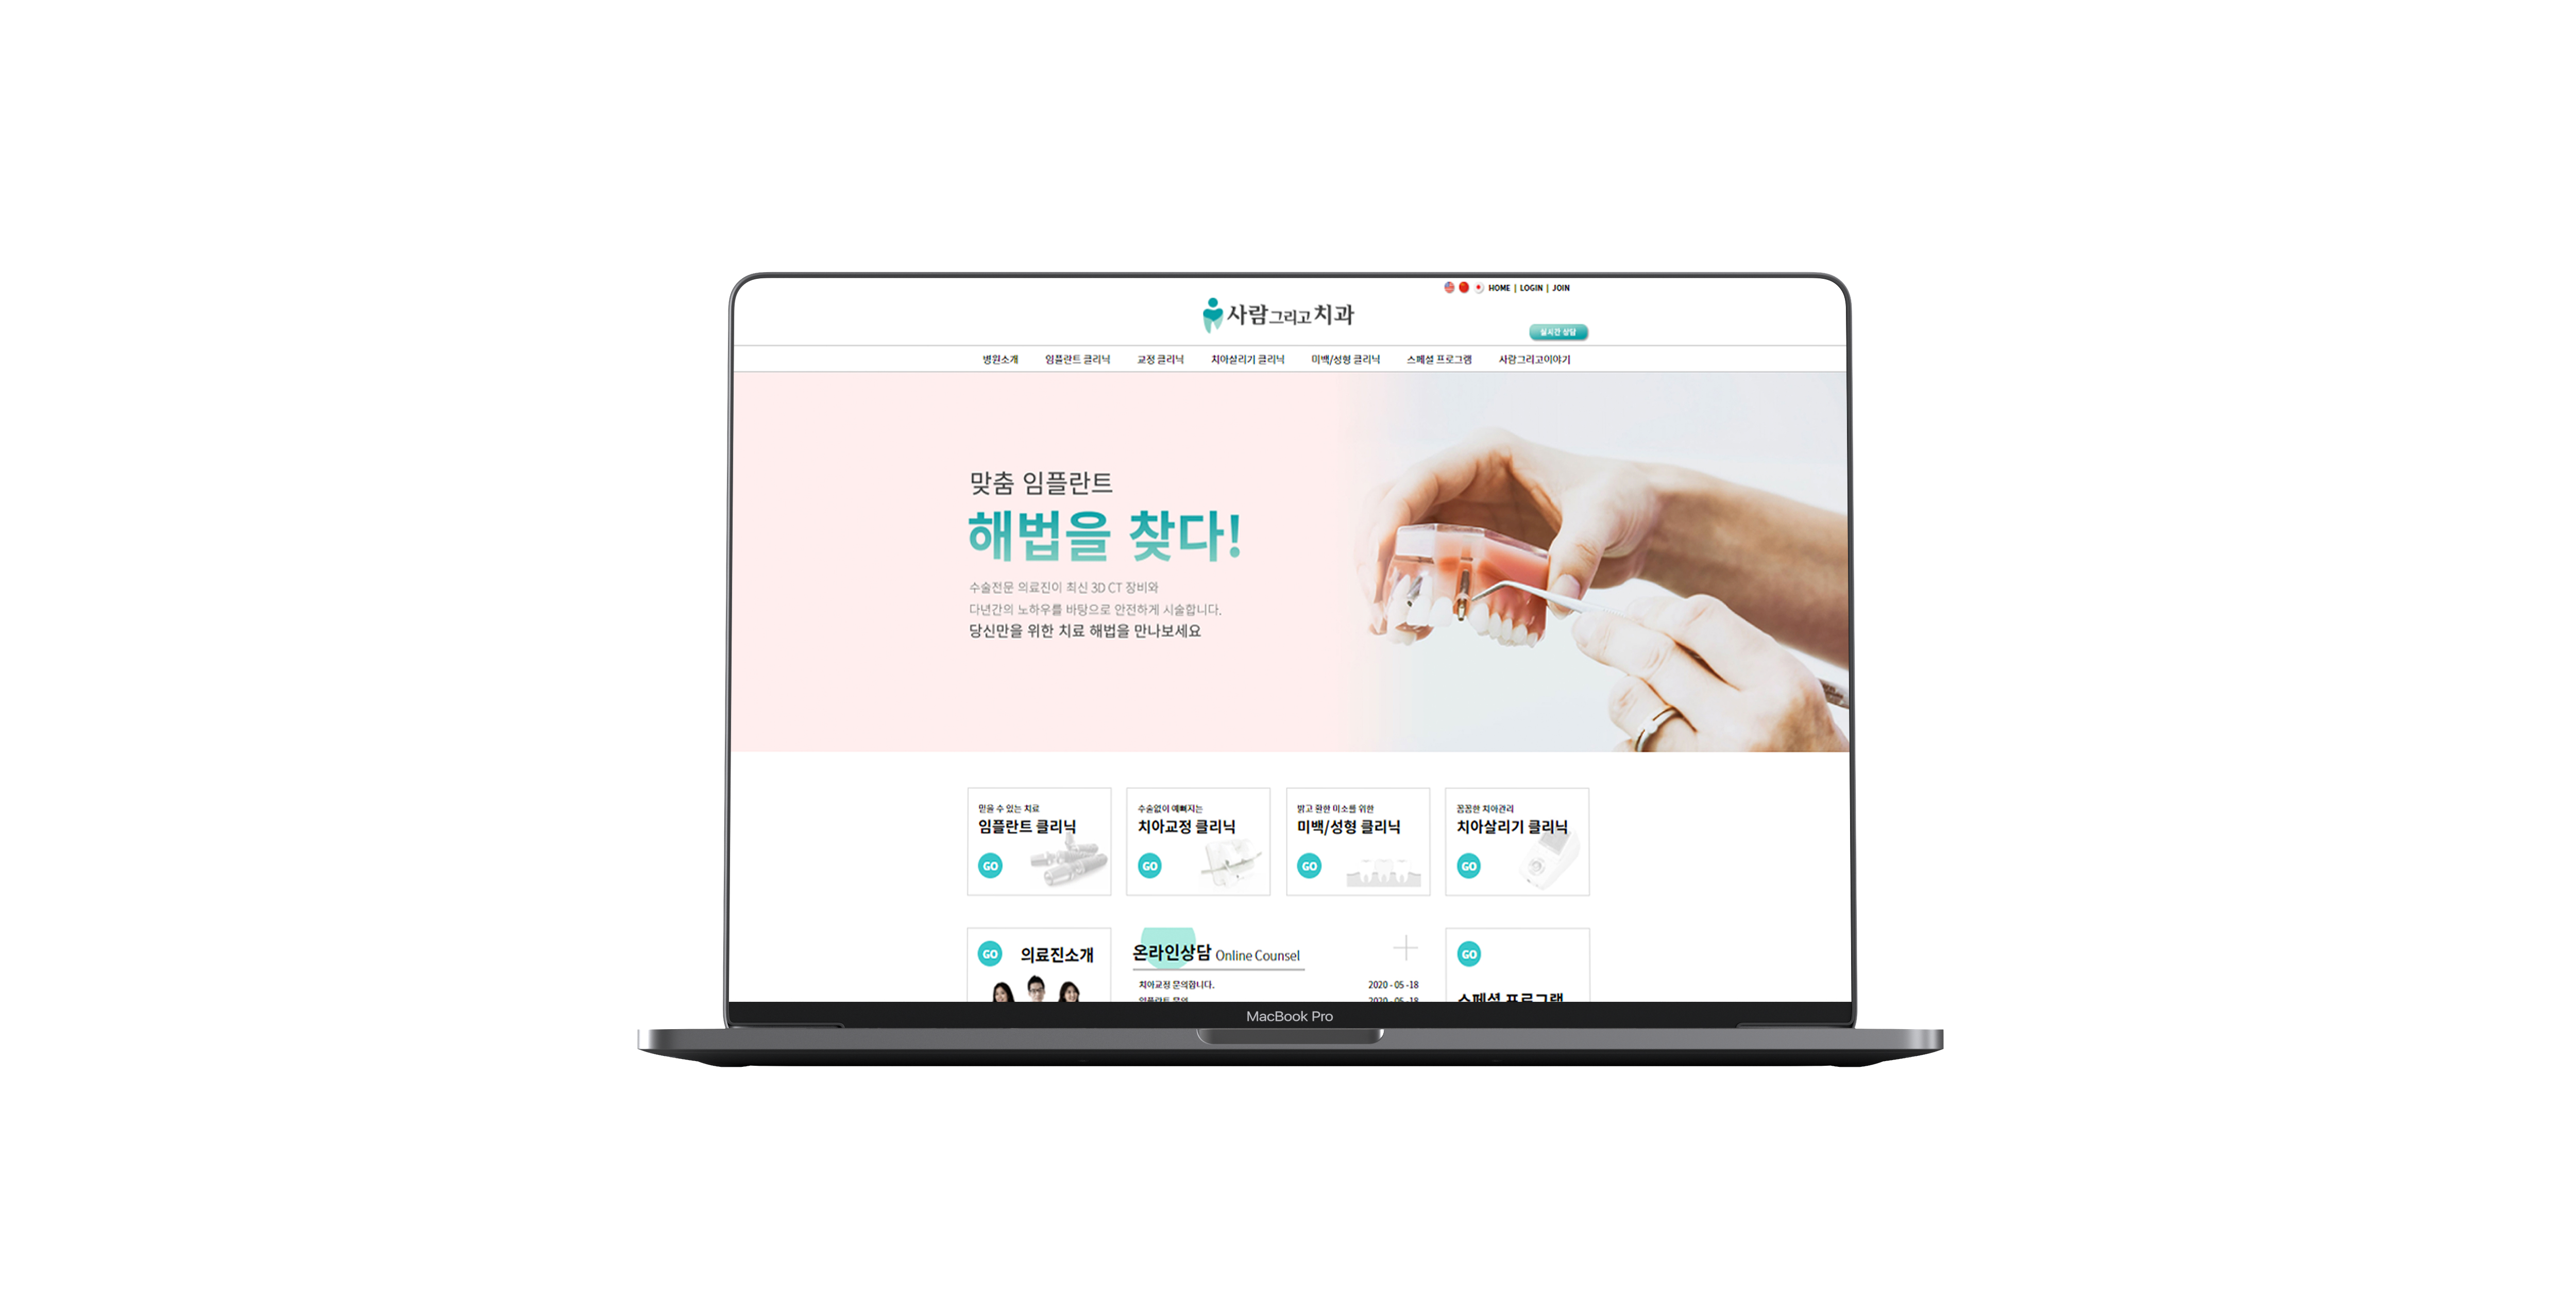 HOME | LOGIN | JOIN
사람그리고치과
실시간 상담
병원소개 임플란트 클리닉 교정 클리닉 치아살리기 클리닉 미백/성형 클리닉 스페셜 프로그램 사람그리고이야기
맞춤 임플란트
해법을 찾다!
수술전문 의료진이 최신 3D CT 장비와
다년간의 노하우를 바탕으로 안전하게 시술합니다.
당신만을 위한 치료 해법을 만나보세요
믿을 수 있는 치료
임플란트 클리닉
GO
수술없이 예뻐지는
치아교정 클리닉
GO
밝고 환한 미소를 위한
미백/성형 클리닉
GO
꼼꼼한 치아관리
치아살리기 클리닉
GO
GO 의료진소개
온라인상담 Online Counsel
치아교정 문의합니다. 2020 - 05 -18
임플란트 문의 2020 - 05 -18
GO
스페셜 프로그램
MacBook Pro